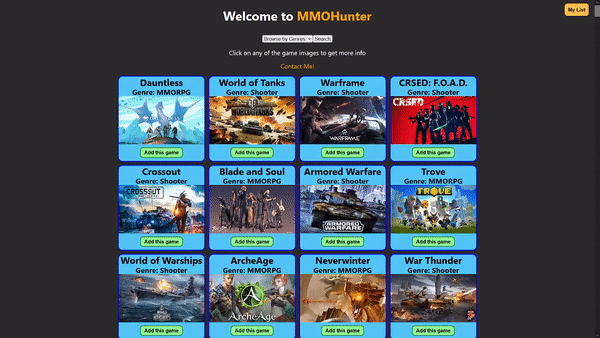 My List
Welcome to MMOHunter
Browse by Genres Search
Click on any of the game images to get more info
Contact Me!
Dauntless World of Tanks Warframe CRSED: F.O.A.D.
Genre: MMORPG Genre: Shooter Genre: Shooter Genre: Shooter
WARFRAME CRSED
Add this game Add this game Add this game Add this game
Crossout Blade and Soul Armored Warfare Trove
Genre: Shooter Genre: MMORPG Genre: Shooter Genre: MMORPG
CROSSOUT ARMORED WARFARE TROVE
Add this game Add this game Add this game Add this game
World of Warships ArcheAge Neverwinter War Thunder
Genre: Shooter Genre: MMORPG Genre: MMORPG Genre: Shooter
ArcheAge
Add this game Add this game Add this game Add this game